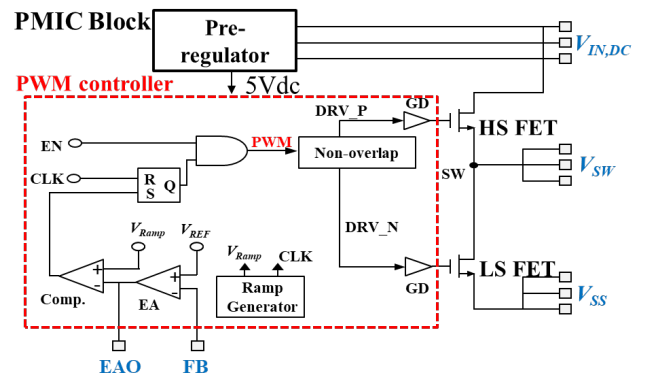 PMIC Block
Pre-
regulator
V_IN,DC
PWM controller
5Vdc
DRV_P
GD
HS FET
EN
PWM
Non-overlap
CLK
R
S
Q
SW
V_SW
V_Ramp
V_REF
DRV_N
V_Ramp
CLK
+
-
+
-
Comp.
EA
Ramp
Generator
GD
LS FET
V_SS
EAO
FB